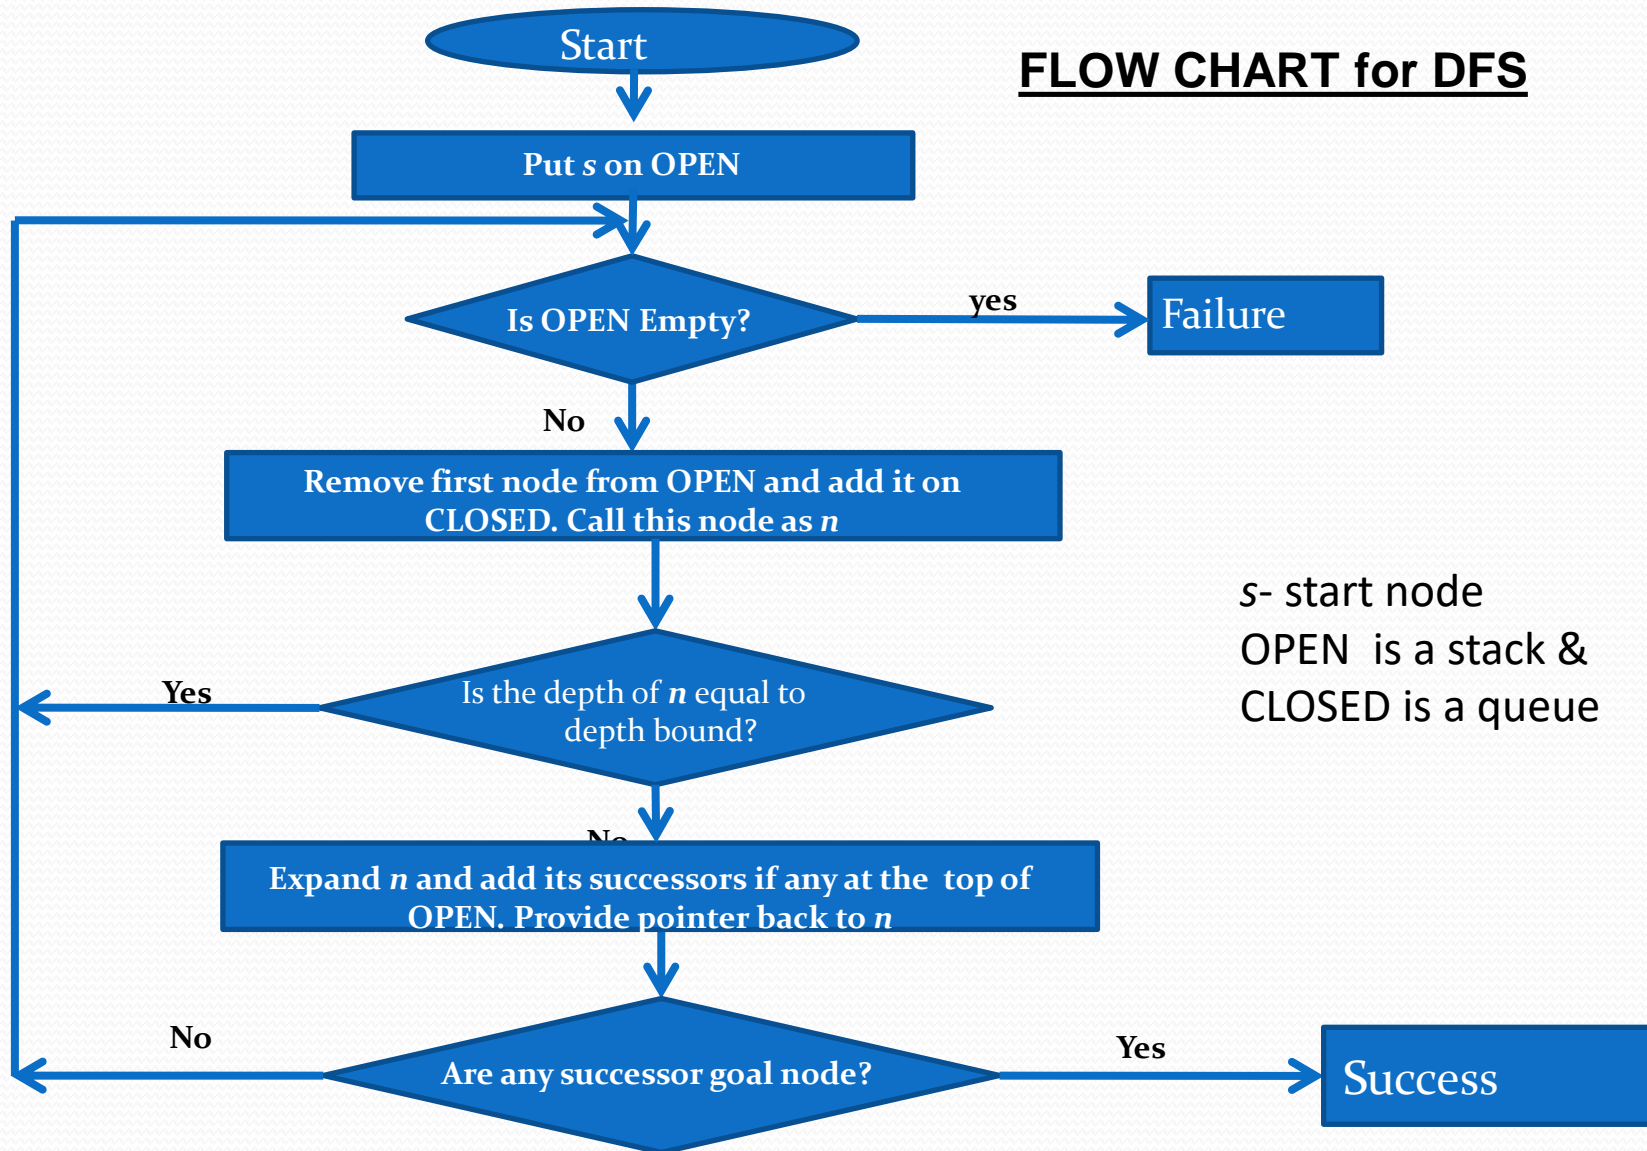 Start
FLOW CHART for DFS
Put s on OPEN
Is OPEN Empty?
yes
Failure
No
Remove first node from OPEN and add it on
CLOSED. Call this node as n
s- start node
OPEN is a stack &
CLOSED is a queue
Yes
Is the depth of n equal to
depth bound?
No
Expand n and add its successors if any at the top of
OPEN. Provide pointer back to n
No
Are any successor goal node?
Yes
Success